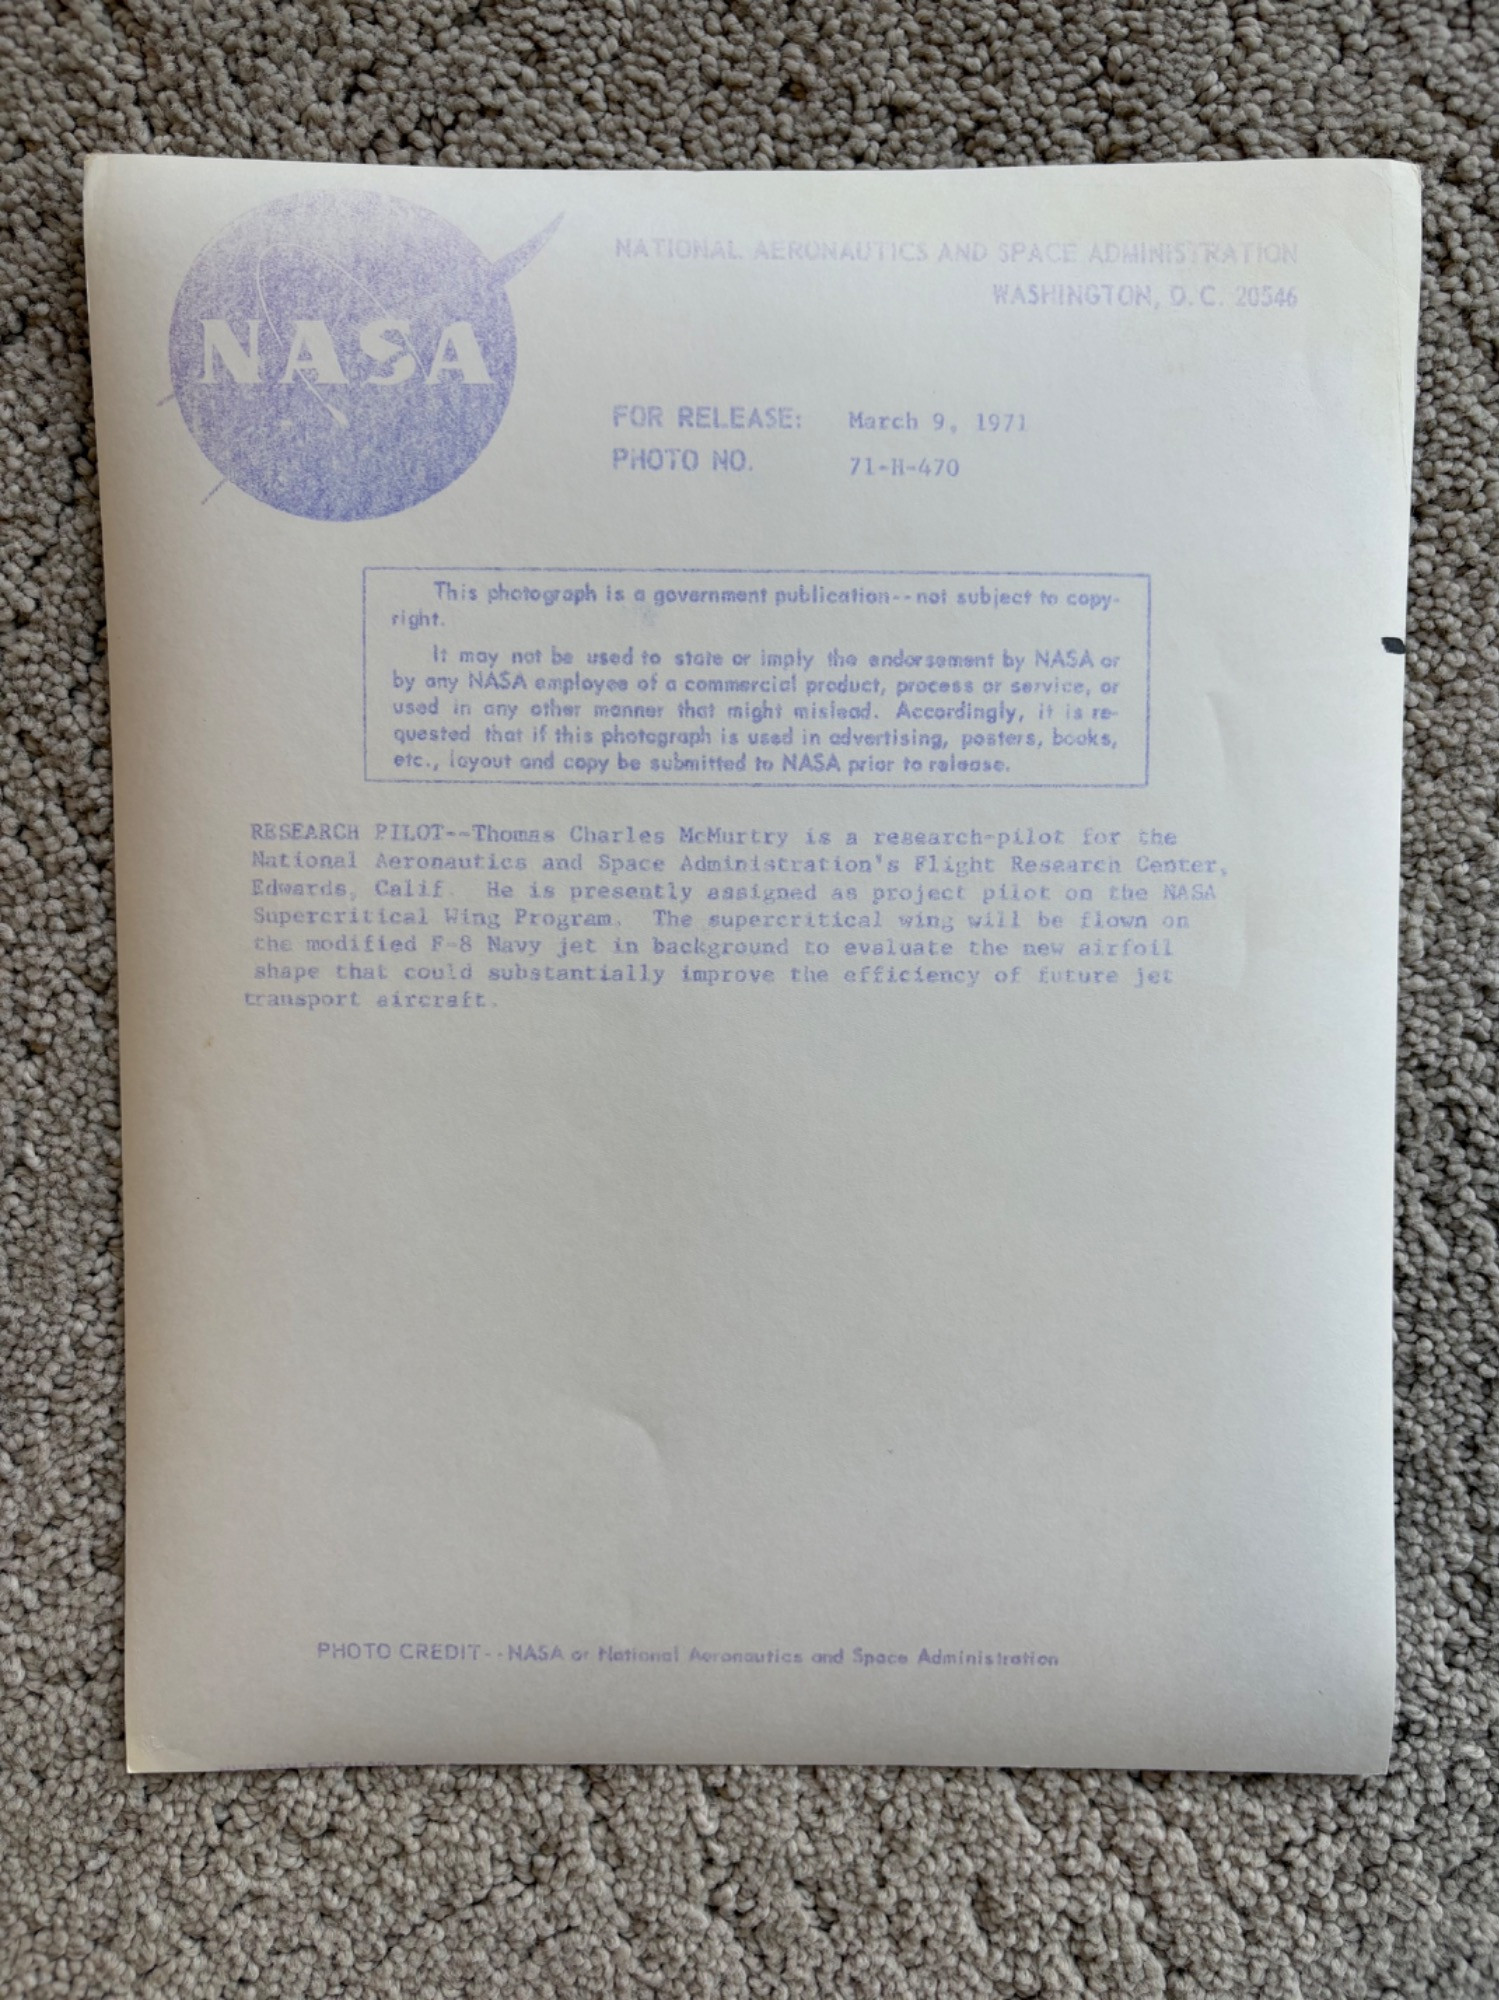 NASA
NATIONAL AERONAUTICS AND SPACE ADMINISTRATION
WASHINGTON, D.C. 20546
FOR RELEASE: March 9, 1971
PHOTO NO. 71-H-470
This photograph is a government publication--not subject to copy-
right.
It may not be used to state or imply the endorsement by NASA or
by any NASA employee of a commercial product, process or service, or
used in any other manner that might mislead. Accordingly, it is re-
quested that if this photograph is used in advertising, posters, books,
etc., layout and copy be submitted to NASA prior to release.
RESEARCH PILOT--Thomas Charles McMurtry is a research-pilot for the
National Aeronautics and Space Administration's Flight Research Center,
Edwards, Calif. He is presently assigned as project pilot on the NASA
Supercritical Wing Program. The supercritical wing will be flown on
the modified F-8 Navy jet in background to evaluate the new airfoil
shape that could substantially improve the efficiency of future jet
transport aircraft.
PHOTO CREDIT--NASA or National Aeronautics and Space Administration